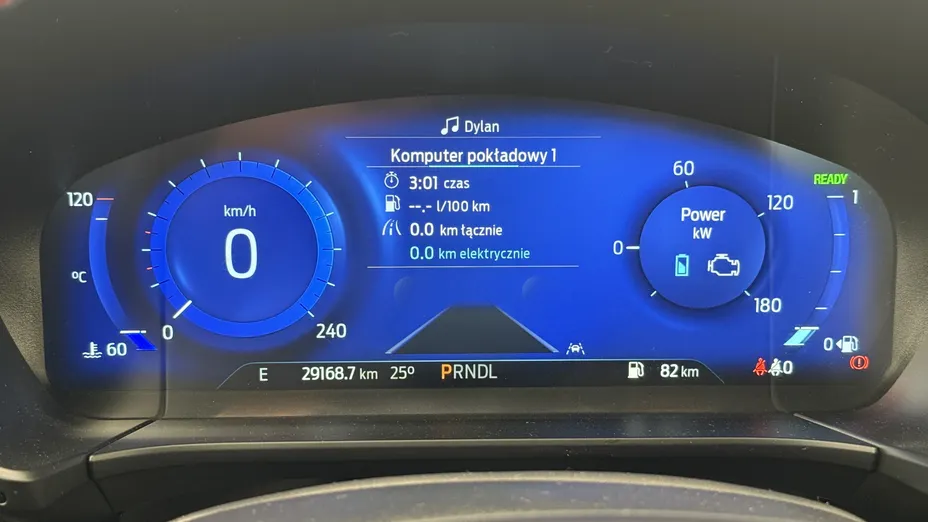 Dylan
Komputer pokładowy 1
3:01 czas
--.- l/100 km
0.0 km łącznie
0.0 km elektrycznie
120
°C
60
km/h
0
0
240
60
0
120
180
Power
kW
READY
1
0
E 29168.7 km 25° PRNDL 82 km